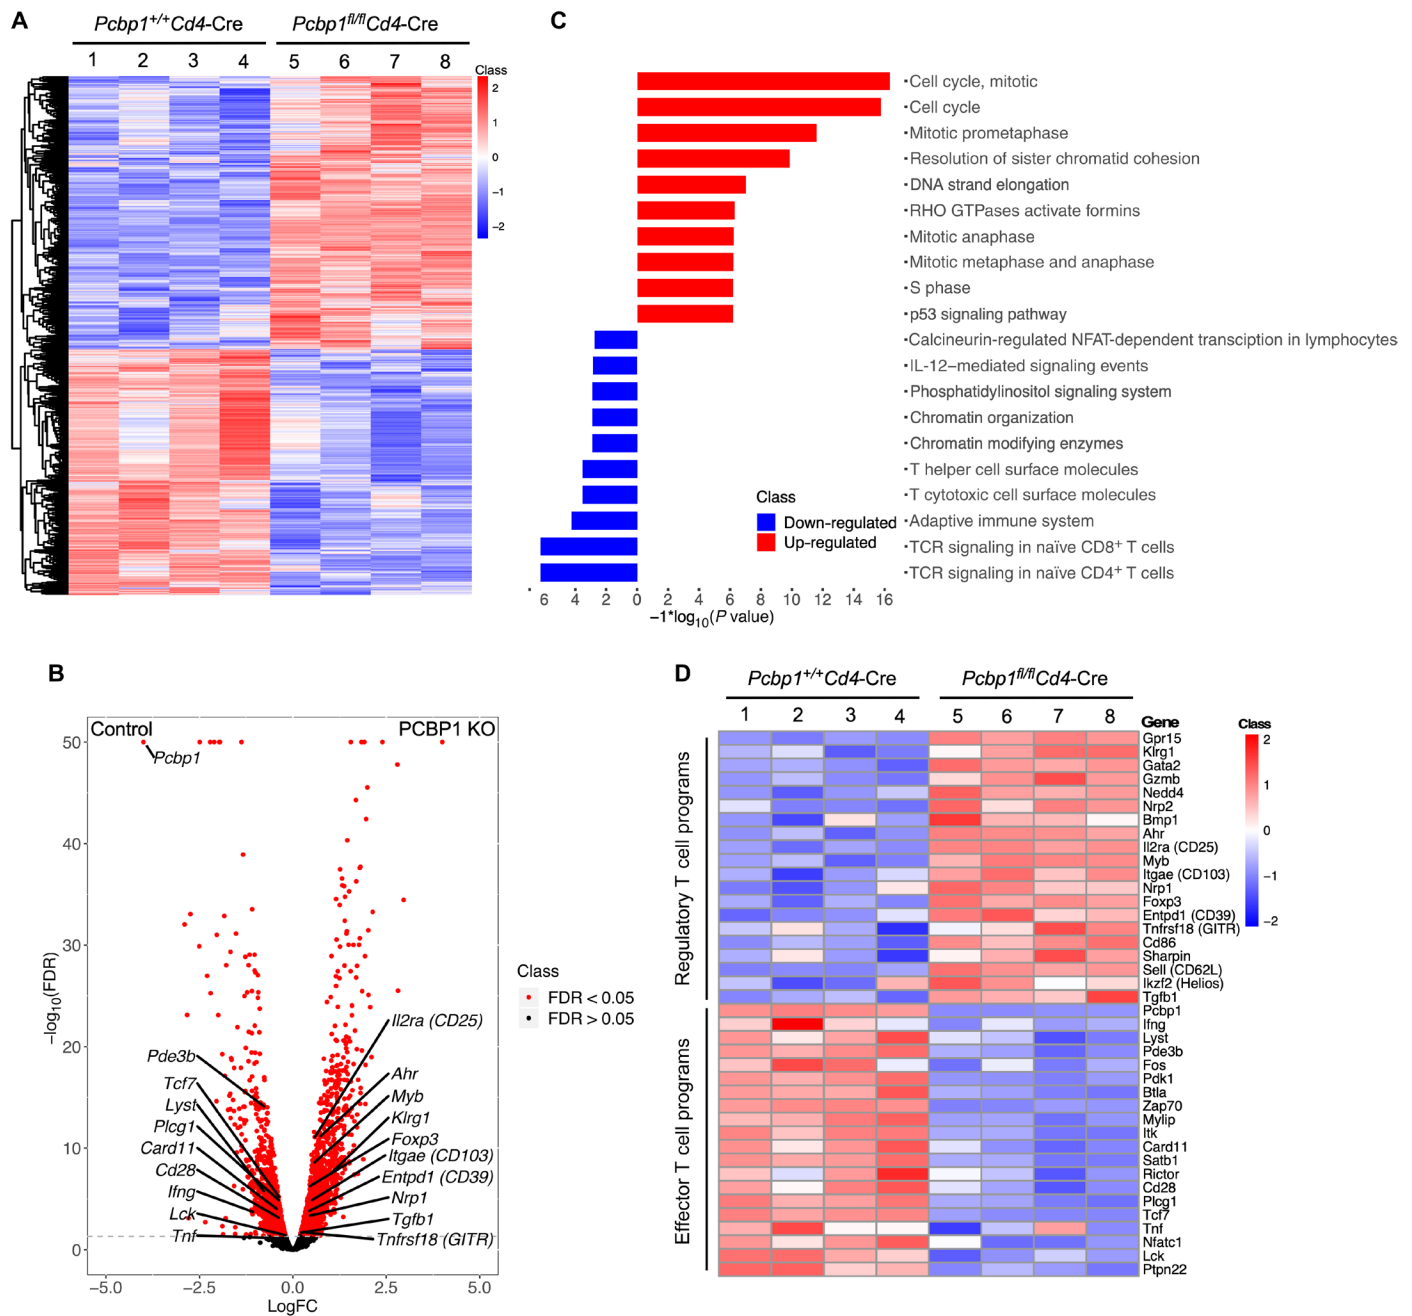 A
Pcbp1+/+Cd4-Cre
Pcbp1fl/flCd4-Cre
1 2 3 4 5 6 7 8
Class
2
1
0
−1
−2
C
Cell cycle, mitotic
Cell cycle
Mitotic prometaphase
Resolution of sister chromatid cohesion
DNA strand elongation
RHO GTPases activate formins
Mitotic anaphase
Mitotic metaphase and anaphase
S phase
p53 signaling pathway
Calcineurin-regulated NFAT-dependent transciption in lymphocytes
IL-12–mediated signaling events
Phosphatidylinositol signaling system
Chromatin organization
Chromatin modifying enzymes
T helper cell surface molecules
T cytotoxic cell surface molecules
Adaptive immune system
TCR signaling in naïve CD8+ T cells
TCR signaling in naïve CD4+ T cells
Class
Down-regulated
Up-regulated
6 4 2 0 2 4 6 8 10 12 14 16
−1*log10(P value)
B
Control
PCBP1 KO
Pcbp1
50
40
30
20
10
0
−log10(FDR)
Il2ra (CD25)
Ahr
Myb
Klrg1
Foxp3
Itgae (CD103)
Entpd1 (CD39)
Nrp1
Tgfb1
Tnfrsf18 (GITR)
Pde3b
Tcf7
Lyst
Plcg1
Card11
Cd28
Ifng
Lck
Tnf
−5.0 −2.5 0.0 2.5 5.0
LogFC
Class
FDR < 0.05
FDR > 0.05
D
Pcbp1+/+Cd4-Cre
Pcbp1fl/flCd4-Cre
1 2 3 4 5 6 7 8
Gene
Regulatory T cell programs
Gpr15
Klrg1
Gata2
Gzmb
Nedd4
Nrp2
Bmp1
Ahr
Il2ra (CD25)
Myb
Itgae (CD103)
Nrp1
Foxp3
Entpd1 (CD39)
Tnfrsf18 (GITR)
Cd86
Sharpin
Sell (CD62L)
Ikzf2 (Helios)
Tgfb1
Effector T cell programs
Pcbp1
Ifng
Lyst
Pde3b
Fos
Pdk1
Btla
Zap70
Mylip
Itk
Card11
Satb1
Rictor
Cd28
Plcg1
Tcf7
Tnf
Nfatc1
Lck
Ptpn22
Class
2
1
0
−1
−2